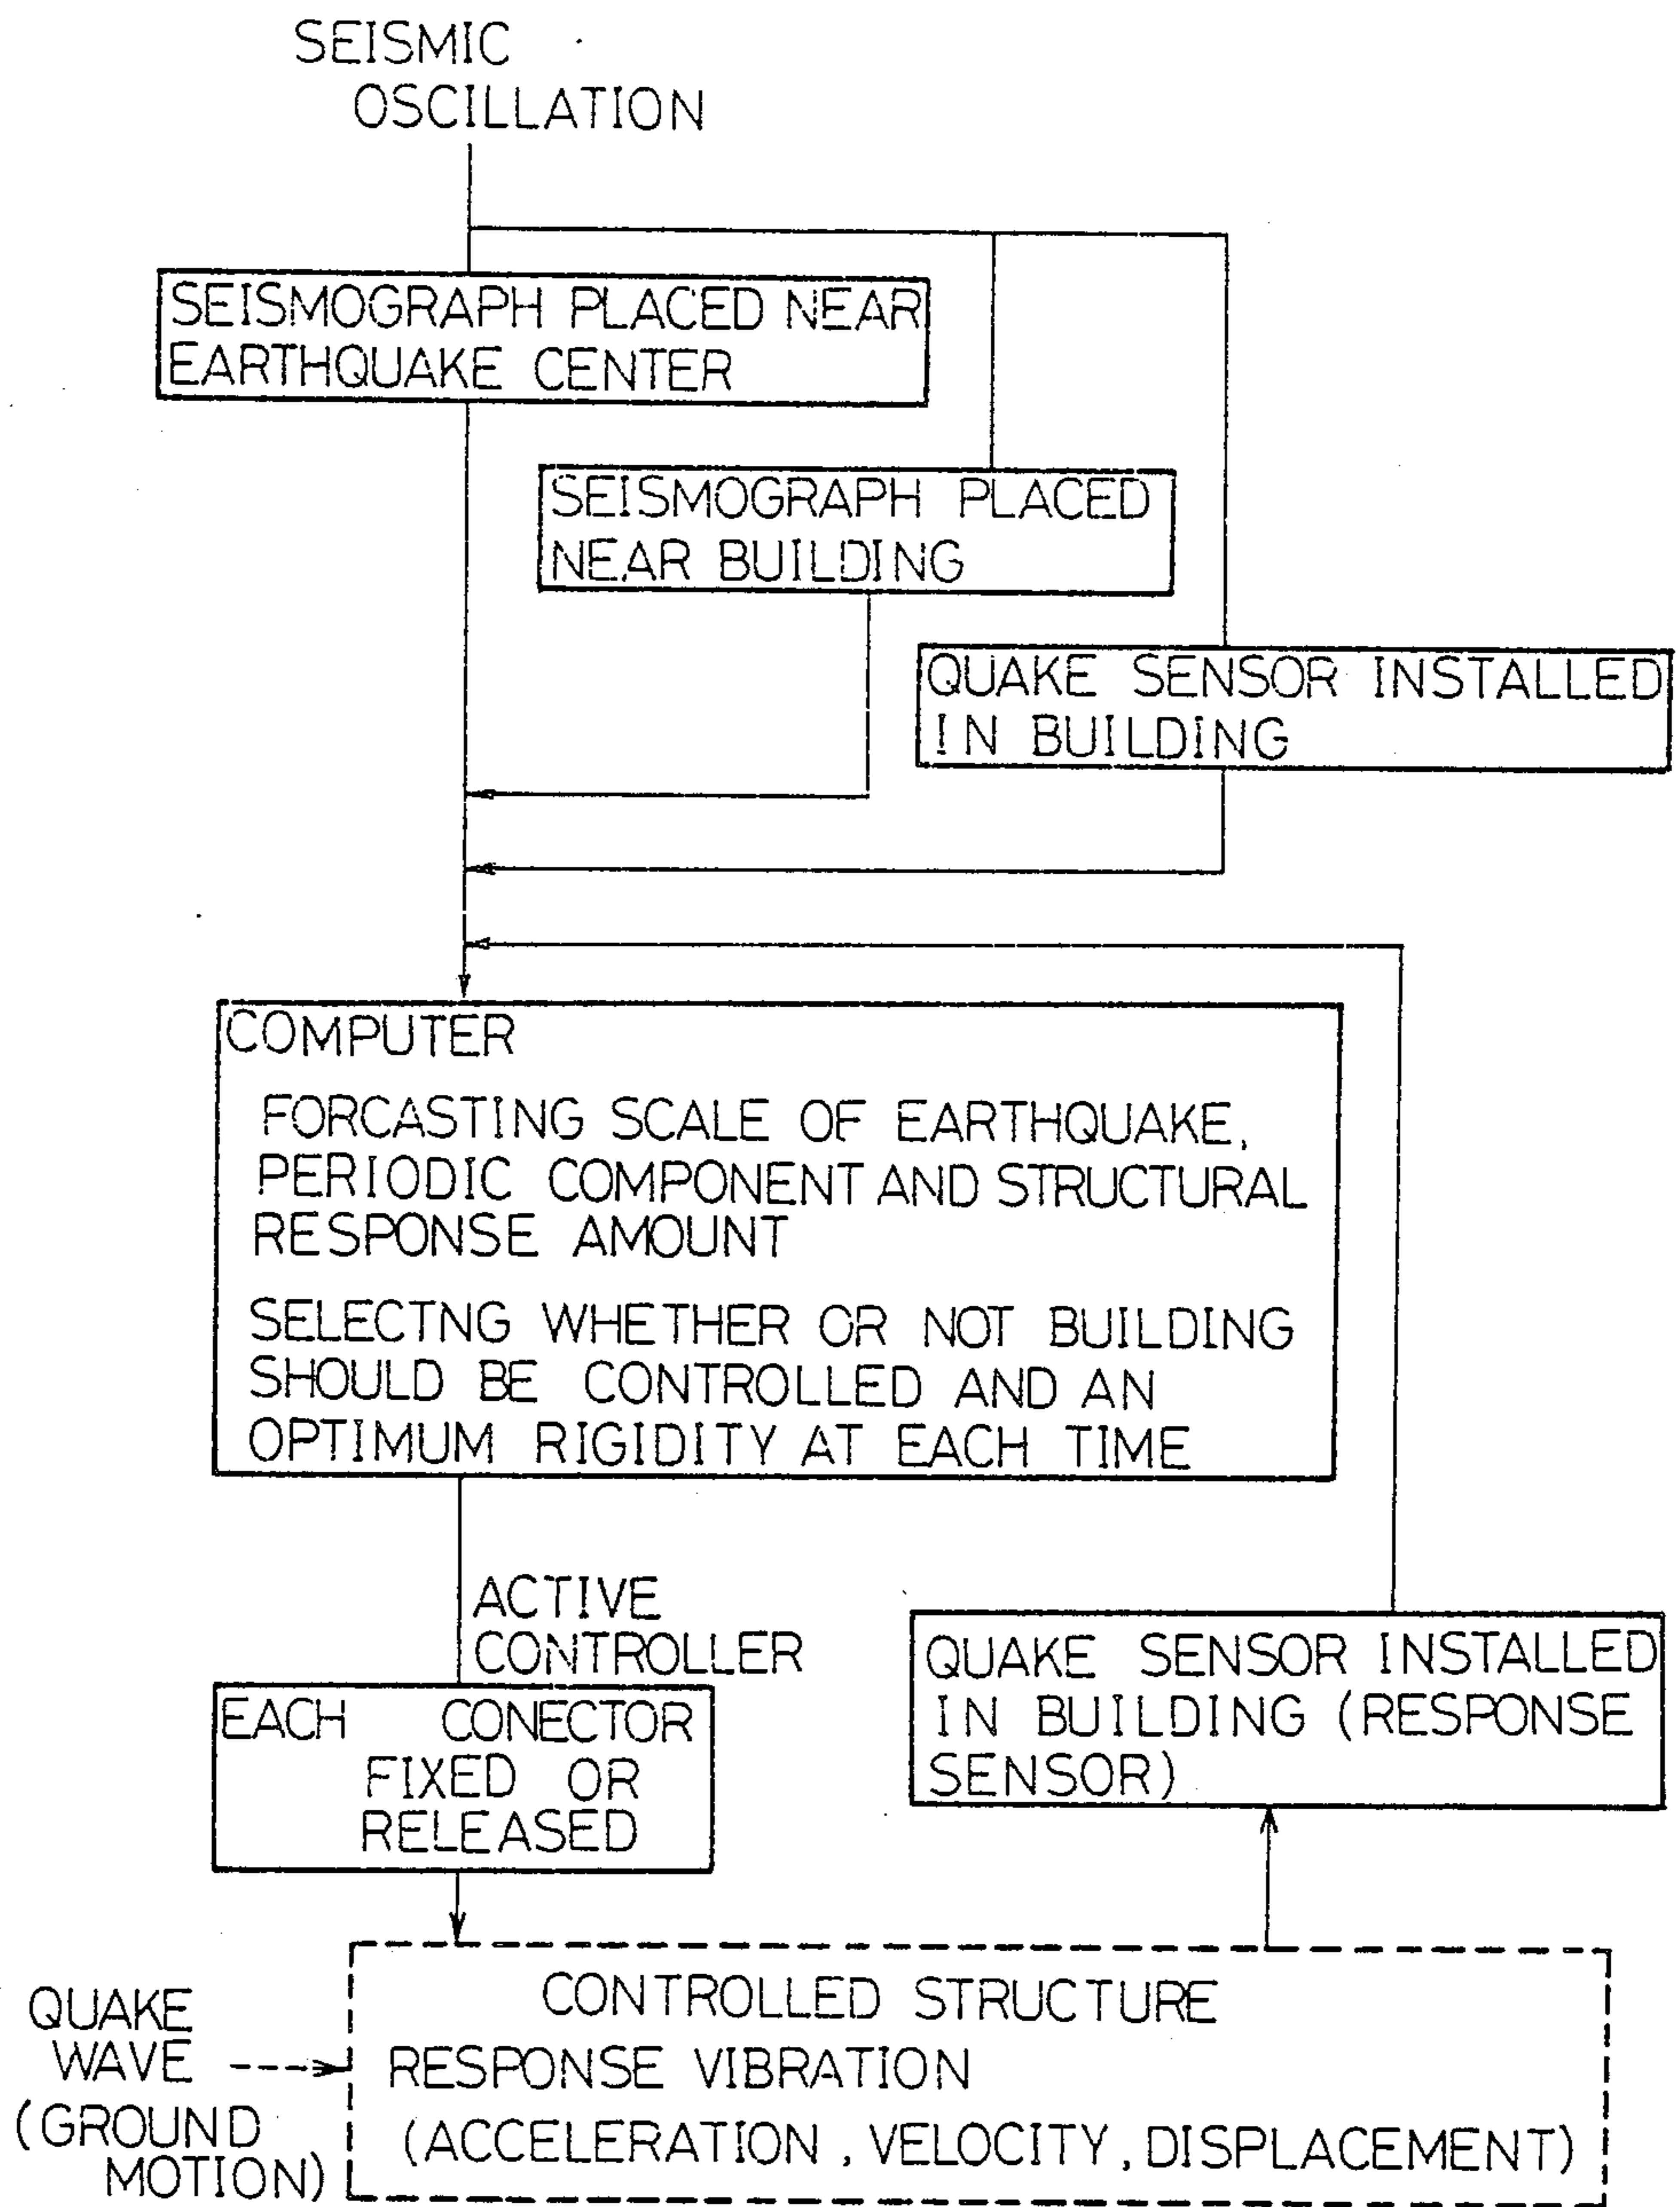 SEISMIC
OSCILLATION
SEISMOGRAPH PLACED NEAR
EARTHQUAKE CENTER
SEISMOGRAPH PLACED
NEAR BUILDING
QUAKE SENSOR INSTALLED
IN BUILDING
COMPUTER
FORCASTING SCALE OF EARTHQUAKE,
PERIODIC COMPONENT AND STRUCTURAL
RESPONSE AMOUNT
SELECTNG WHETHER OR NOT BUILDING
SHOULD BE CONTROLLED AND AN
OPTIMUM RIGIDITY AT EACH TIME
ACTIVE
CONTROLLER
EACH CONECTOR
FIXED OR
RELEASED
QUAKE SENSOR INSTALLED
IN BUILDING (RESPONSE
SENSOR)
QUAKE
WAVE
(GROUND
MOTION)
CONTROLLED STRUCTURE
RESPONSE VIBRATION
(ACCELERATION, VELOCITY, DISPLACEMENT)